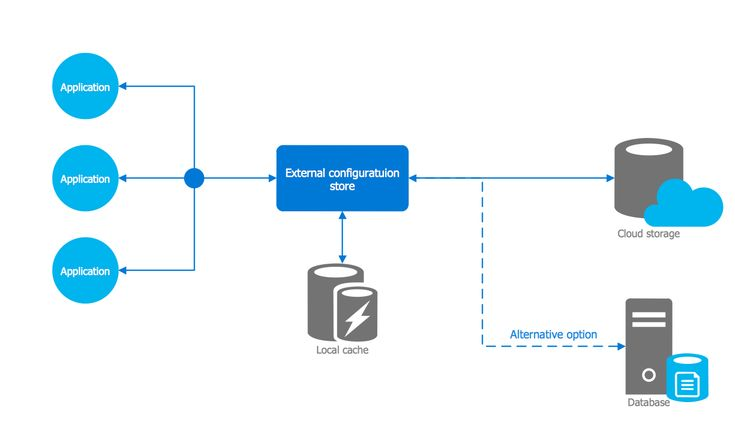 Application
Application
Application
External configuratuion
store
Local cache
Cloud storage
Alternative option
Database